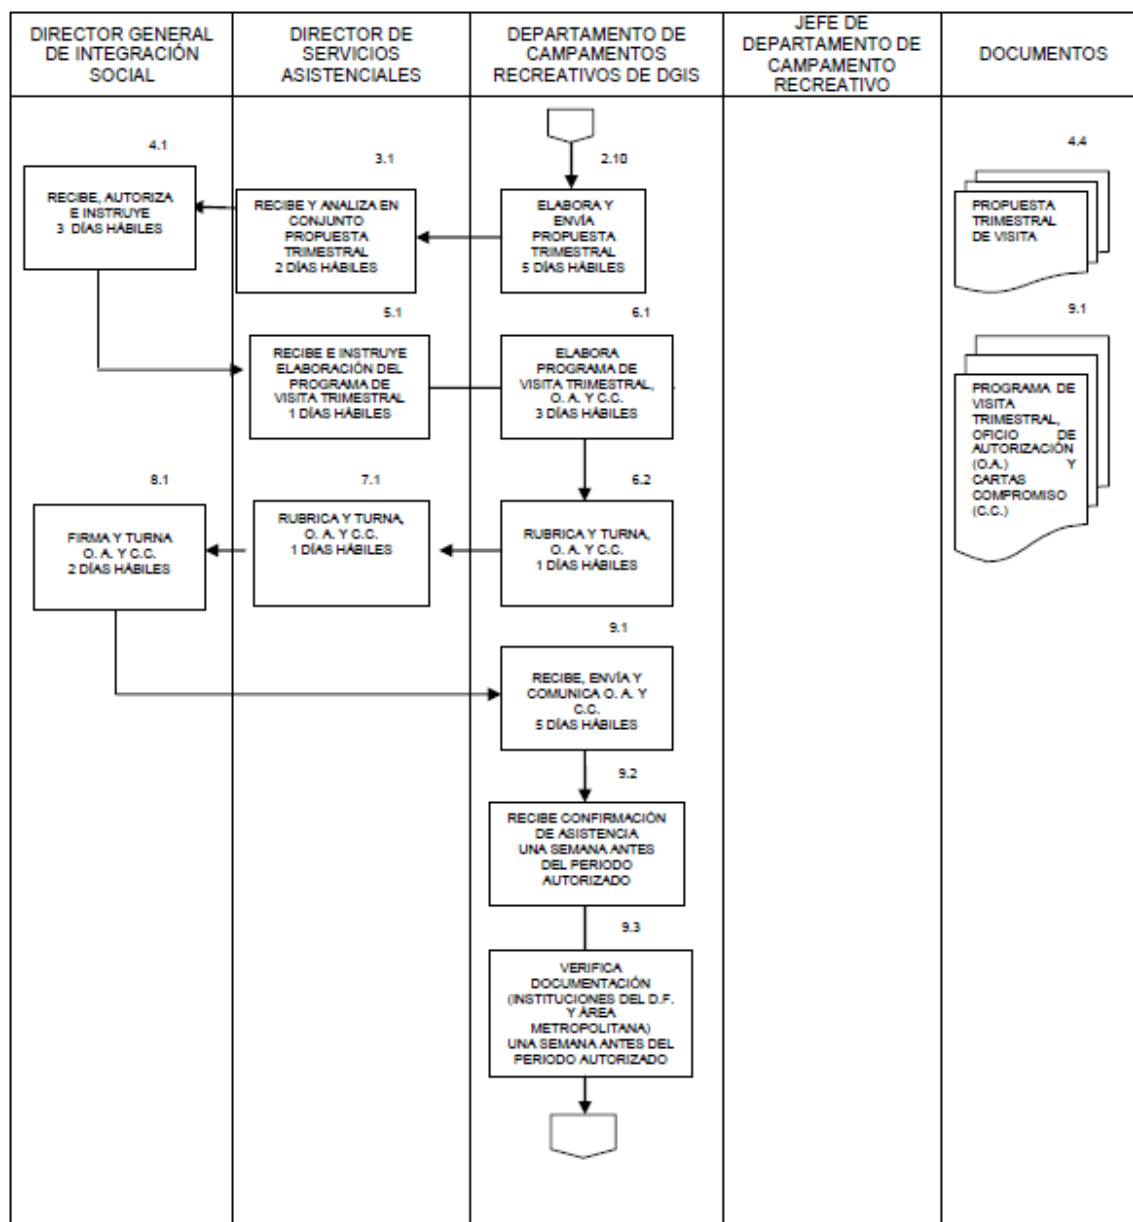 DIRECTOR GENERAL
DE INTEGRACIÓN
SOCIAL
DIRECTOR DE
SERVICIOS
ASISTENCIALES
DEPARTAMENTO DE
CAMPAMENTOS
RECREATIVOS DE DGIS
JEFE DE
DEPARTAMENTO DE
CAMPAMENTO
RECREATIVO
DOCUMENTOS
4.1
RECIBE, AUTORIZA
E INSTRUYE
3 DÍAS HÁBILES
3.1
RECIBE Y ANALIZA EN
CONJUNTO
PROPUESTA
TRIMESTRAL
2 DÍAS HÁBILES
2.10
ELABORA Y
ENVÍA
PROPUESTA
TRIMESTRAL
5 DÍAS HÁBILES
4.4
PROPUESTA
TRIMESTRAL
DE VISITA
5.1
RECIBE E INSTRUYE
ELABORACIÓN DEL
PROGRAMA DE
VISITA TRIMESTRAL
1 DÍAS HÁBILES
6.1
ELABORA
PROGRAMA DE
VISITA TRIMESTRAL,
O. A. Y C.C.
3 DÍAS HÁBILES
9.1
PROGRAMA DE
VISITA
TRIMESTRAL,
OFICIO DE
AUTORIZACIÓN
(O.A.) Y
CARTAS
COMPROMISO
(C.C.)
8.1
FIRMA Y TURNA
O. A. Y C.C.
2 DÍAS HÁBILES
7.1
RUBRICA Y TURNA,
O. A. Y C.C.
1 DÍAS HÁBILES
6.2
RUBRICA Y TURNA,
O. A. Y C.C.
1 DÍAS HÁBILES
9.1
RECIBE, ENVÍA Y
COMUNICA O. A. Y
C.C.
5 DÍAS HÁBILES
9.2
RECIBE CONFIRMACIÓN
DE ASISTENCIA
UNA SEMANA ANTES
DEL PERIODO
AUTORIZADO
9.3
VERIFICA
DOCUMENTACIÓN
(INSTITUCIONES DEL D.F.
Y ÁREA
METROPOLITANA)
UNA SEMANA ANTES DEL
PERIODO AUTORIZADO